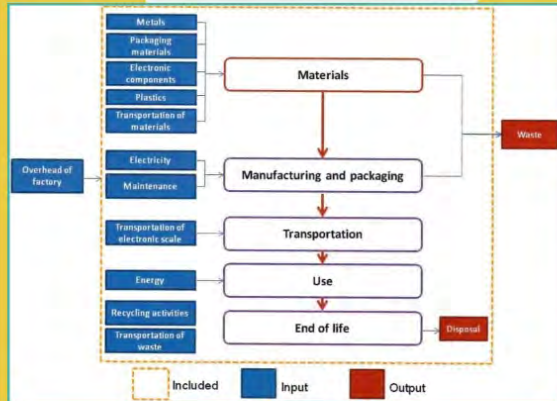 Metals
Packaging
materials
Electronic
components
Plastics
Transportation of
materials
Materials
Waste
Overhead of
factory
Electricity
Maintenance
Manufacturing and packaging
Transportation of
electronic scale
Transportation
Energy
Use
Recycling activities
Transportation of
waste
End of life
Disposal
Included
Input
Output